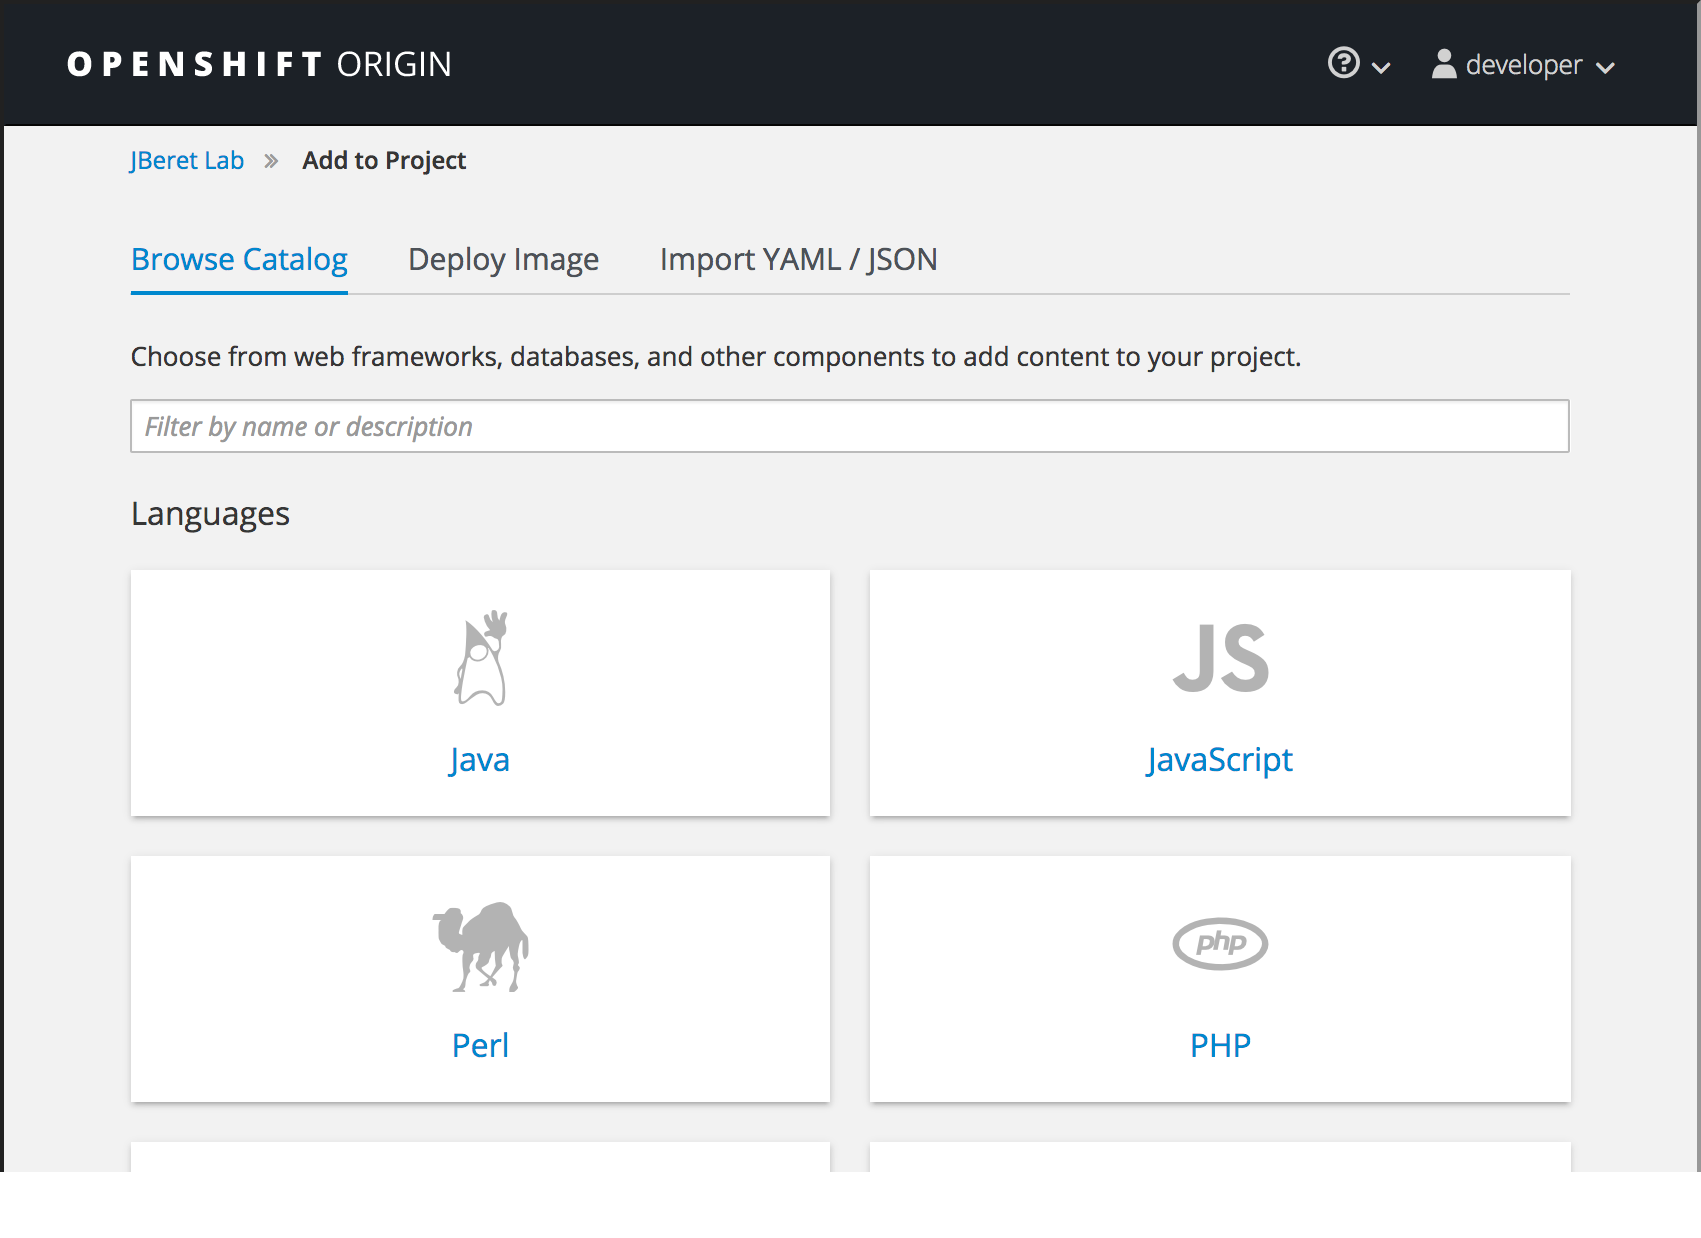 OPENSHIFT ORIGIN
developer
JBeret Lab » Add to Project
Browse Catalog Deploy Image Import YAML / JSON
Choose from web frameworks, databases, and other components to add content to your project.
Filter by name or description
Languages
JS
Java JavaScript
php
Perl PHP